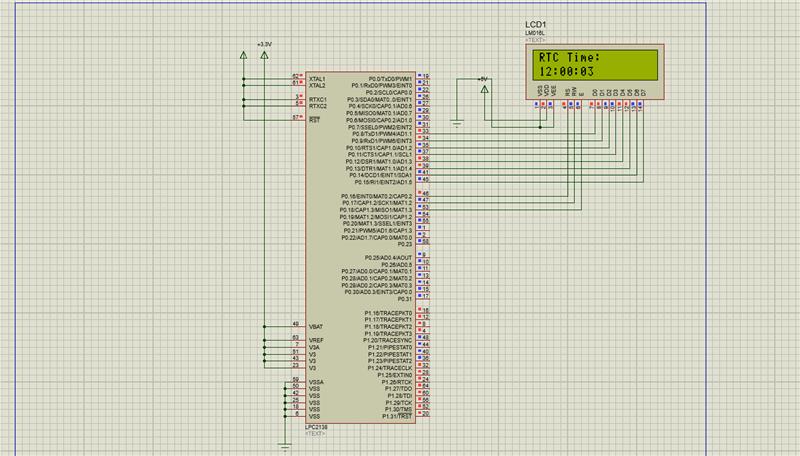 LCD1
LM016L
<TEXT>
RTC Time:
12:00:03
VSS
VDD
VEE
RS
RW
E
D0
D1
D2
D3
D4
D5
D6
D7
1
2
3
4
5
6
7
8
9
10
11
12
13
14
+3.3V
+5V
62 XTAL1
61 XTAL2
3 RTXC1
5 RTXC2
57 RST
49 VBAT
63 VREF
7 V3A
51 V3
43 V3
23 V3
59 VSSA
50 VSS
42 VSS
25 VSS
18 VSS
6 VSS
P0.0/TxD0/PWM1 19
P0.1/RxD0/PWM3/EINT0 21
P0.2/SCL0/CAP0.0 22
P0.3/SDA0/MAT0.0/EINT1 26
P0.4/SCK0/CAP0.1/AD0.6 27
P0.5/MISO0/MAT0.1/AD0.7 29
P0.6/MOSI0/CAP0.2/AD1.0 30
P0.7/SSEL0/PWM2/EINT2 31
P0.8/TxD1/PWM4/AD1.1 33
P0.9/RxD1/PWM6/EINT3 34
P0.10/RTS1/CAP1.0/AD1.2 35
P0.11/CTS1/CAP1.1/SCL1 37
P0.12/DSR1/MAT1.0/AD1.3 38
P0.13/DTR1/MAT1.1/AD1.4 39
P0.14/DCD1/EINT1/SDA1 41
P0.15/RI1/EINT2/AD1.5 45
P0.16/EINT0/MAT0.2/CAP0.2 46
P0.17/CAP1.2/SCK1/MAT1.2 47
P0.18/CAP1.3/MISO1/MAT1.3 53
P0.19/MAT1.2/MOSI1/CAP1.2 54
P0.20/MAT1.3/SSEL1/EINT3 55
P0.21/PWM5/AD1.6/CAP1.3 1
P0.22/AD1.7/CAP0.0/MAT0.0 2
P0.23 58
P0.25/AD0.4/AOUT 9
P0.26/AD0.5 10
P0.27/AD0.0/CAP0.1/MAT0.1 11
P0.28/AD0.1/CAP0.2/MAT0.2 13
P0.29/AD0.2/CAP0.3/MAT0.3 14
P0.30/AD0.3/EINT3/CAP0.0 15
P0.31 17
P1.16/TRACEPKT0 16
P1.17/TRACEPKT1 12
P1.18/TRACEPKT2 8
P1.19/TRACEPKT3 4
P1.20/TRACESYNC 48
P1.21/PIPESTAT0 44
P1.22/PIPESTAT1 40
P1.23/PIPESTAT2 36
P1.24/TRACECLK 32
P1.25/EXTIN0 28
P1.26/RTCK 24
P1.27/TDO 64
P1.28/TDI 60
P1.29/TCK 56
P1.30/TMS 52
P1.31/TRST 20
LPC2138
<TEXT>